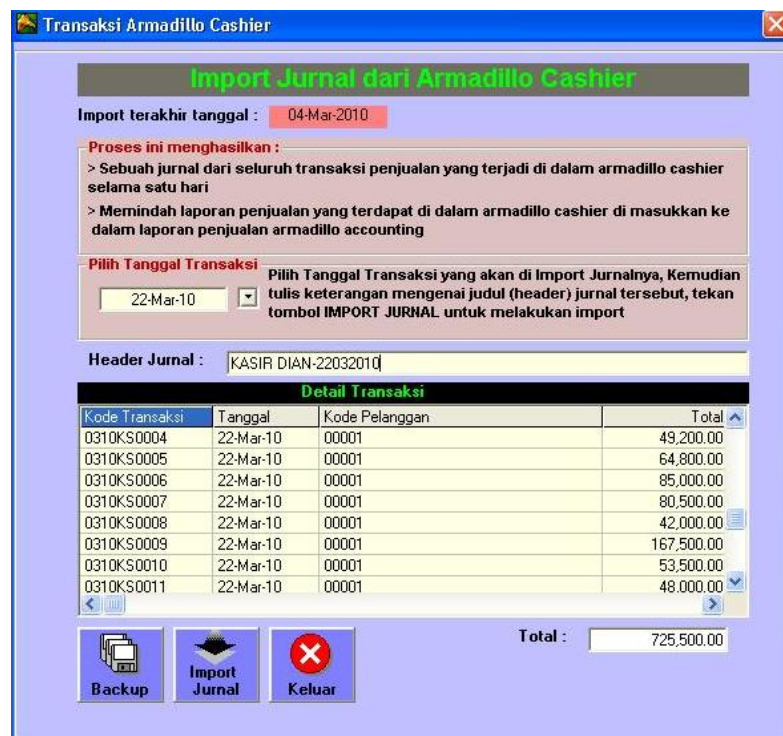 Transaksi Armadillo Cashier
Import Jurnal dari Armadillo Cashier
Import terakhir tanggal : 04-Mar-2010
Proses ini menghasilkan :
> Sebuah jurnal dari seluruh transaksi penjualan yang terjadi di dalam armadillo cashier
selama satu hari
> Memindah laporan penjualan yang terdapat di dalam armadillo cashier di masukkan ke
dalam laporan penjualan armadillo accounting
Pilih Tanggal Transaksi
22-Mar-10
Pilih Tanggal Transaksi yang akan di Import Jurnalnya, Kemudian
tulis keterangan mengenai judul (header) jurnal tersebut, tekan
tombol IMPORT JURNAL untuk melakukan import
Header Jurnal : KASIR DIAN-22032010
Detail Transaksi
Kode Transaksi Tanggal Kode Pelanggan Total
0310KS0004 22-Mar-10 00001 49,200.00
0310KS0005 22-Mar-10 00001 64,800.00
0310KS0006 22-Mar-10 00001 85,000.00
0310KS0007 22-Mar-10 00001 80,500.00
0310KS0008 22-Mar-10 00001 42,000.00
0310KS0009 22-Mar-10 00001 167,500.00
0310KS0010 22-Mar-10 00001 53,500.00
0310KS0011 22-Mar-10 00001 48,000.00
Total : 725,500.00
Backup
Import
Jurnal
Keluar